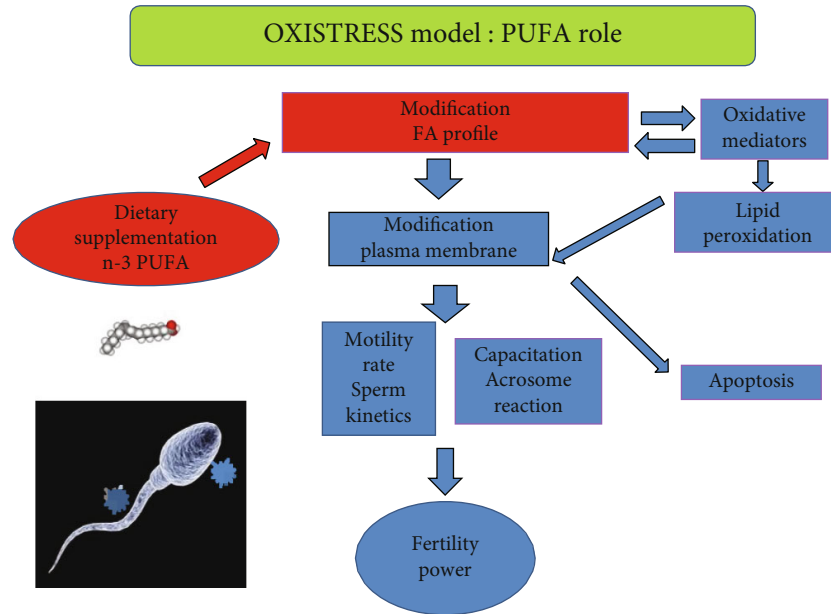 OXISTRESS model : PUFA role
Modification
FA profile
Oxidative
mediators
Dietary
supplementation
n-3 PUFA
Modification
plasma membrane
Lipid
peroxidation
Motility
rate
Sperm
kinetics
Capacitation
Acrosome
reaction
Apoptosis
Fertility
power